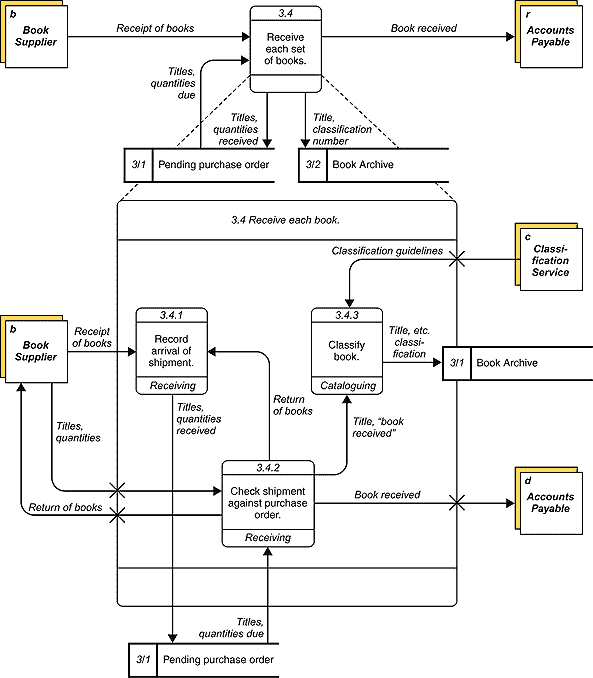 b
Book
Supplier
Receipt of books
3.4
Receive
each set
of books.
Book received
r
Accounts
Payable
Titles,
quantities
due
Titles,
quantities
received
Title,
classification
number
3/1 Pending purchase order
3/2 Book Archive
3.4 Receive each book.
Classification guidelines
c
Classi-
fication
Service
b
Book
Supplier
Receipt
of books
3.4.1
Record
arrival of
shipment.
Receiving
3.4.3
Classify
book.
Cataloguing
Title, etc.
classi-
fication
3/1 Book Archive
Return
of books
Titles,
quantities
Titles,
quantities
received
Title, “book
received”
3.4.2
Check shipment
against purchase
order.
Receiving
Return of books
Book received
d
Accounts
Payable
Titles,
quantities due
3/1 Pending purchase order